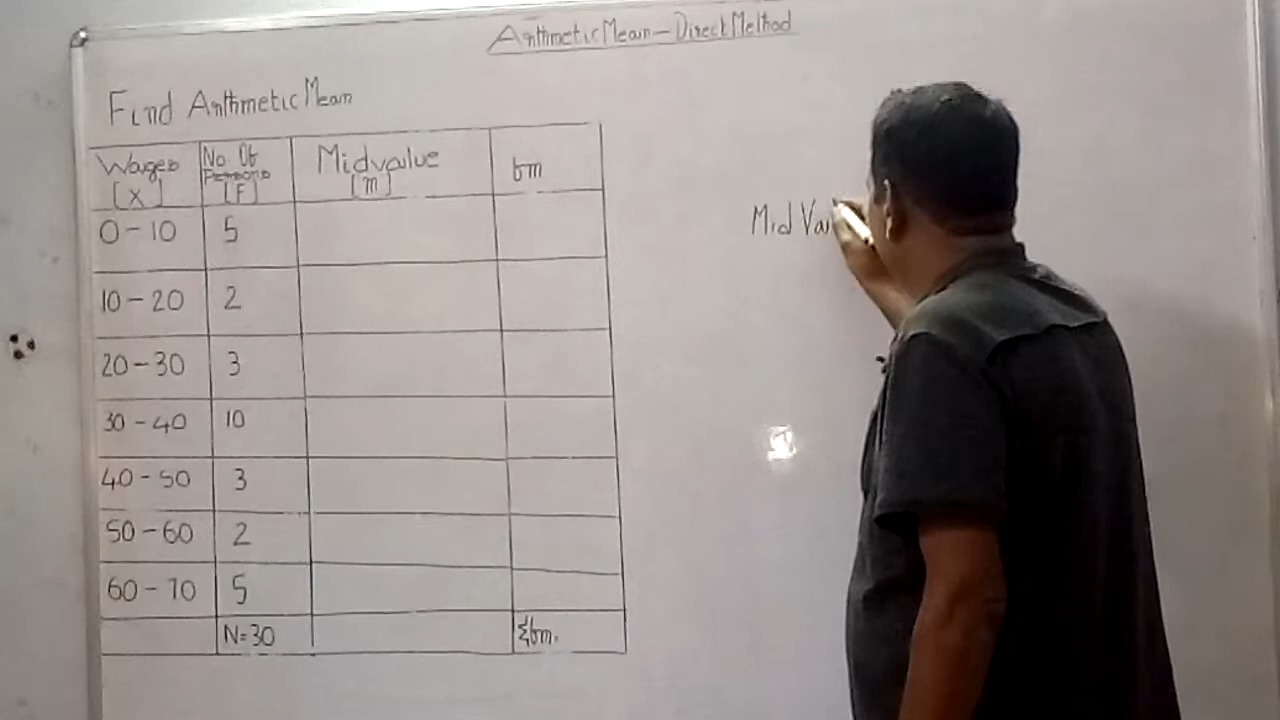 Arithmetic Mean - Direct Method
Find Arithmetic Mean
Wages [X] No. Of Persons [F] Midvalue [m] fm
0-10 5
10-20 2
20-30 3
30-40 10
40-50 3
50-60 2
60-70 5
N=30 Σfm.
Mid Val